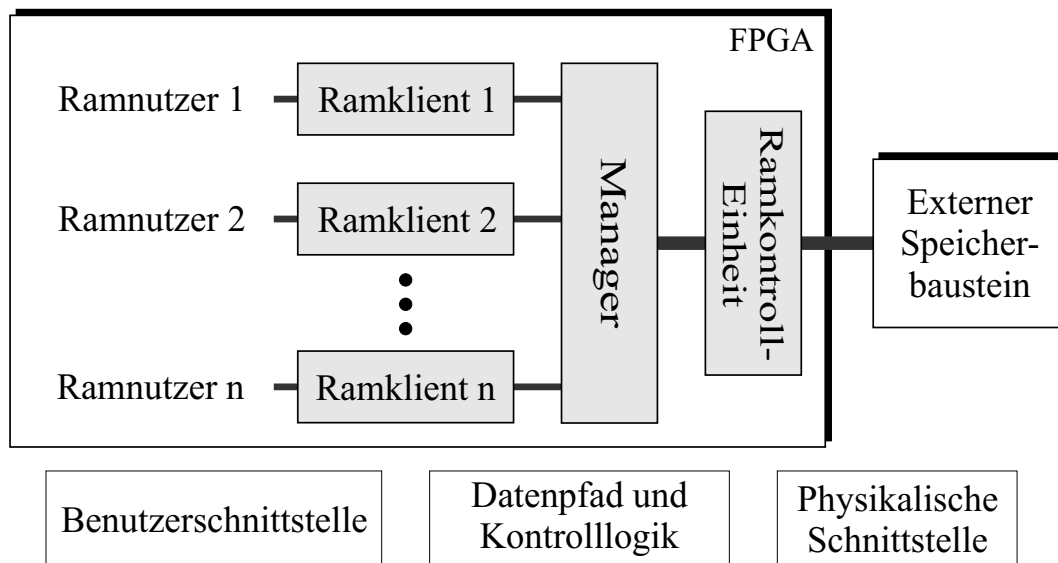 FPGA
Ramnutzer 1
Ramklient 1
Ramnutzer 2
Ramklient 2
Ramnutzer n
Ramklient n
Manager
Ramkontroll-
Einheit
Externer
Speicher-
baustein
Benutzerschnittstelle
Datenpfad und
Kontrolllogik
Physikalische
Schnittstelle